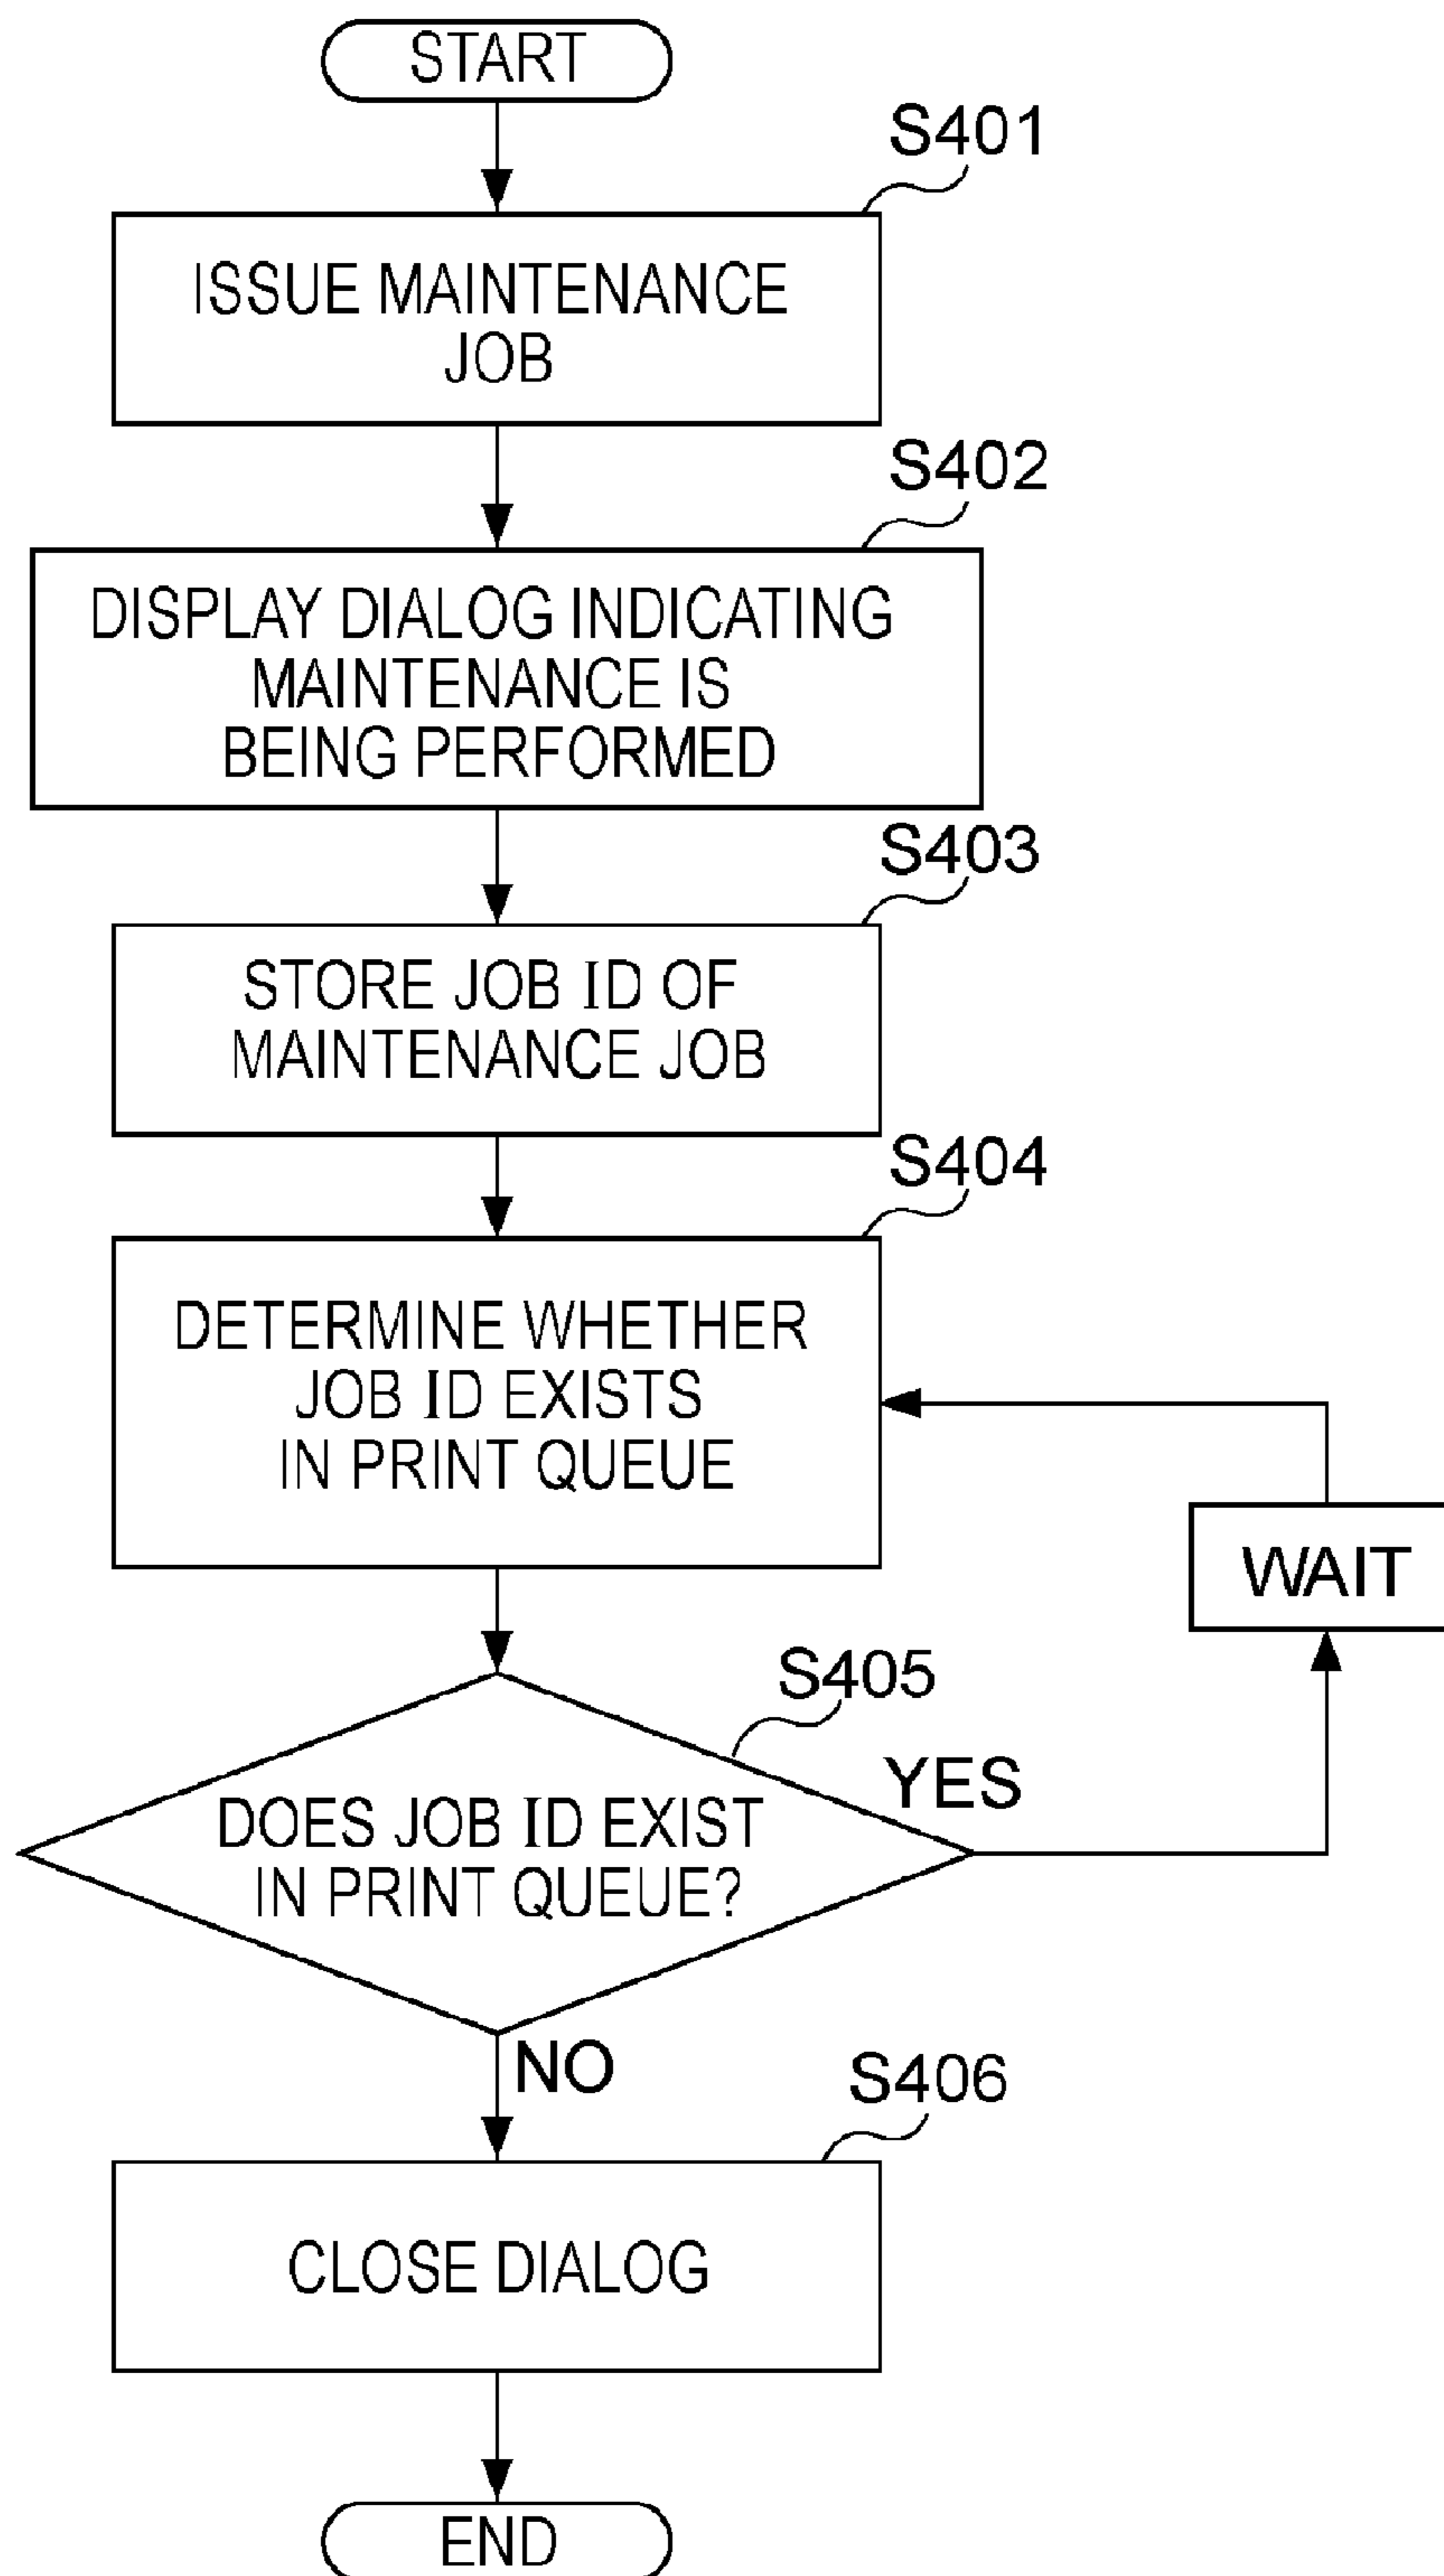 START
S401
ISSUE MAINTENANCE
JOB
S402
DISPLAY DIALOG INDICATING
MAINTENANCE IS
BEING PERFORMED
S403
STORE JOB ID OF
MAINTENANCE JOB
S404
DETERMINE WHETHER
JOB ID EXISTS
IN PRINT QUEUE
WAIT
S405
YES
DOES JOB ID EXIST
IN PRINT QUEUE?
NO
S406
CLOSE DIALOG
END